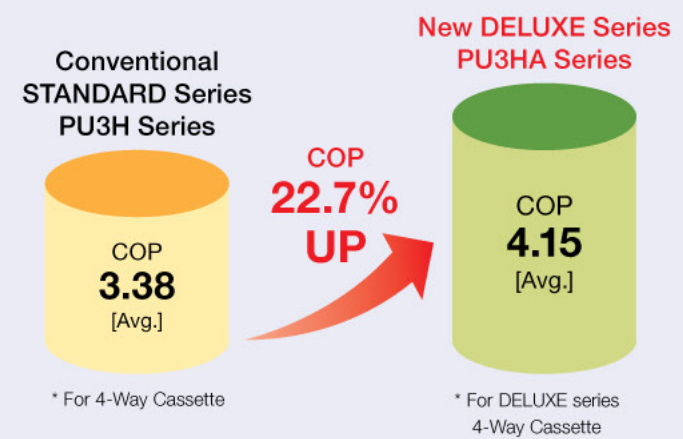 Conventional
STANDARD Series
PU3H Series
COP
3.38
[Avg.]
* For 4-Way Cassette
COP
22.7%
UP
New DELUXE Series
PU3HA Series
COP
4.15
[Avg.]
* For DELUXE series
4-Way Cassette